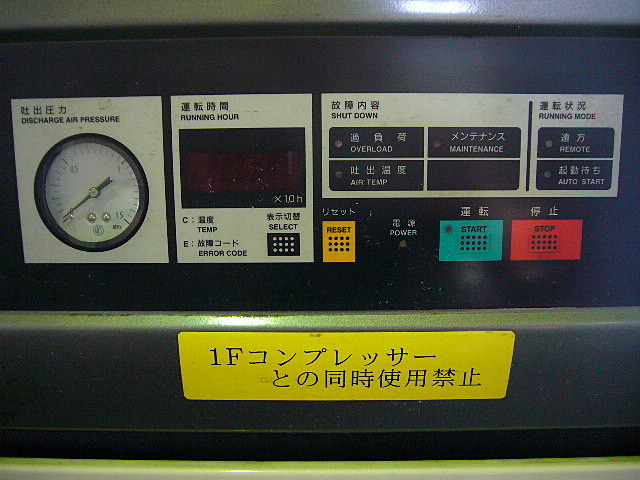 吐出圧力
DISCHARGE AIR PRESSURE
0.5
1
0
1.5
MPa
運転時間
RUNNING HOUR
×10h
C：温度
TEMP
E：故障コード
ERROR CODE
表示切替
SELECT
故障内容
SHUT DOWN
過負荷
OVERLOAD
メンテナンス
MAINTENANCE
吐出温度
AIR TEMP
運転状況
RUNNING MODE
遠方
REMOTE
起動待ち
AUTO START
リセット
RESET
電源
POWER
運転
START
停止
STOP
1Fコンプレッサー
との同時使用禁止